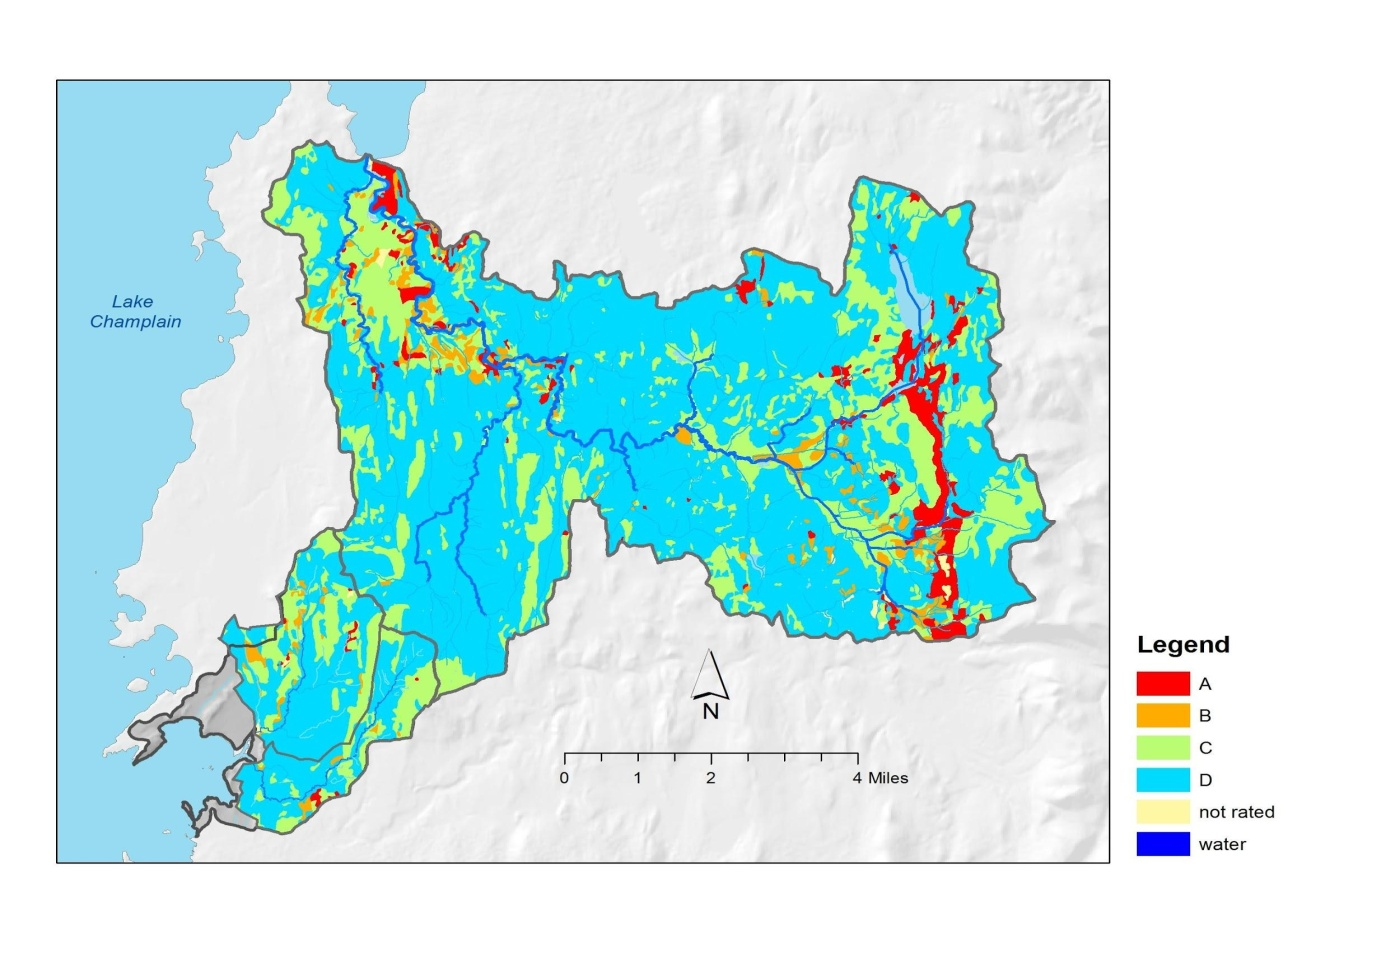 Lake
Champlain
N
0 1 2 4 Miles
Legend
A
B
C
D
not rated
water